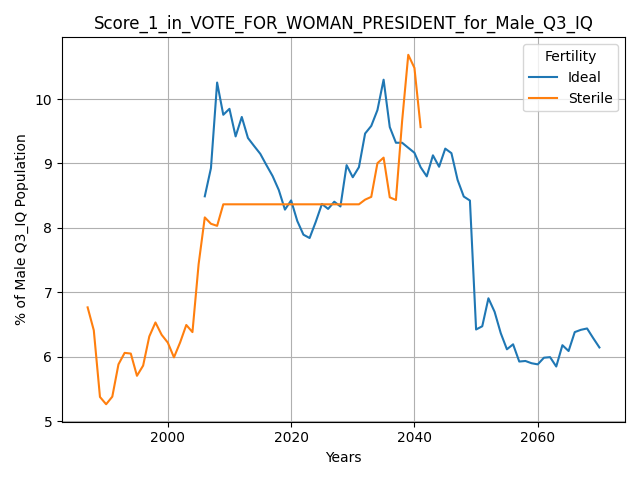 Score_1_in_VOTE_FOR_WOMAN_PRESIDENT_for_Male_Q3_IQ
Fertility
Ideal
Sterile
% of Male Q3_IQ Population
10
9
8
7
6
5
2000 2020 2040 2060
Years